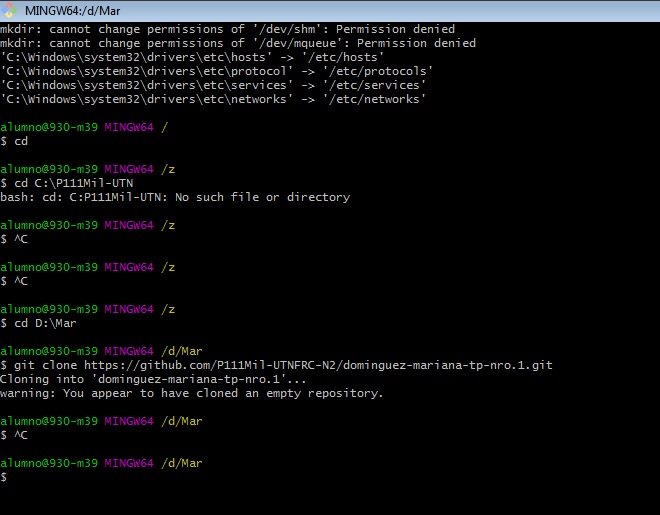 MINGW64:/d/Mar
mkdir: cannot change permissions of '/dev/shm': Permission denied
mkdir: cannot change permissions of '/dev/mqueue': Permission denied
'C:\Windows\system32\drivers\etc\hosts' -> '/etc/hosts'
'C:\Windows\system32\drivers\etc\protocol' -> '/etc/protocols'
'C:\Windows\system32\drivers\etc\services' -> '/etc/services'
'C:\Windows\system32\drivers\etc\networks' -> '/etc/networks'
alumno@930-m39 MINGW64 /
$ cd
alumno@930-m39 MINGW64 /z
$ cd C:\P111Mil-UTN
bash: cd: C:P111Mil-UTN: No such file or directory
alumno@930-m39 MINGW64 /z
$ ^C
alumno@930-m39 MINGW64 /z
$ ^C
alumno@930-m39 MINGW64 /z
$ cd D:\Mar
alumno@930-m39 MINGW64 /d/Mar
$ git clone https://github.com/P111Mil-UTNFRC-N2/dominguez-mariana-tp-nro.1.git
Cloning into 'dominguez-mariana-tp-nro.1'...
warning: You appear to have cloned an empty repository.
alumno@930-m39 MINGW64 /d/Mar
$ ^C
alumno@930-m39 MINGW64 /d/Mar
$